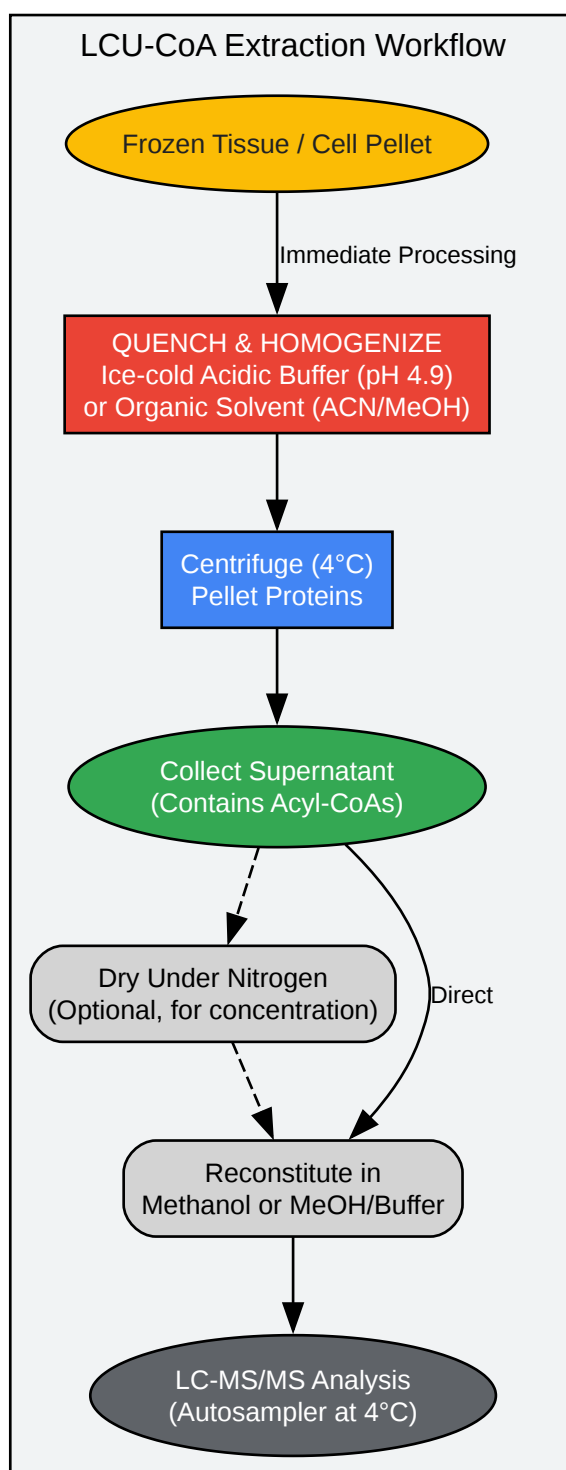 LCU-CoA Extraction Workflow
Frozen Tissue / Cell Pellet
Immediate Processing
QUENCH & HOMOGENIZE
Ice-cold Acidic Buffer (pH 4.9)
or Organic Solvent (ACN/MeOH)
Centrifuge (4°C)
Pellet Proteins
Collect Supernatant
(Contains Acyl-CoAs)
Dry Under Nitrogen
(Optional, for concentration)
Direct
Reconstitute in
Methanol or MeOH/Buffer
LC-MS/MS Analysis
(Autosampler at 4°C)